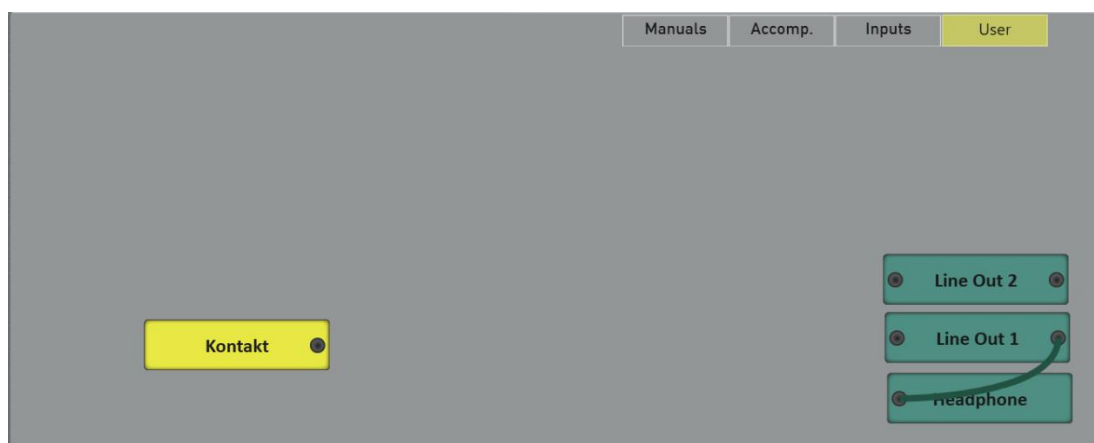 Manuals Accomp. Inputs User
Line Out 2
Kontakt
Line Out 1
Headphone